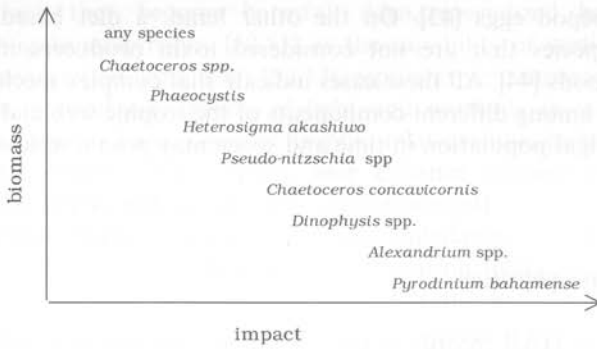 any species
Chaetoceros spp.
Phaeocystis
Heterosigma akashiwo
Pseudo-nitzschia spp
Chaetoceros concavicornis
Dinophysis spp.
Alexandrium spp.
Pyrodinium bahamense
biomass
impact